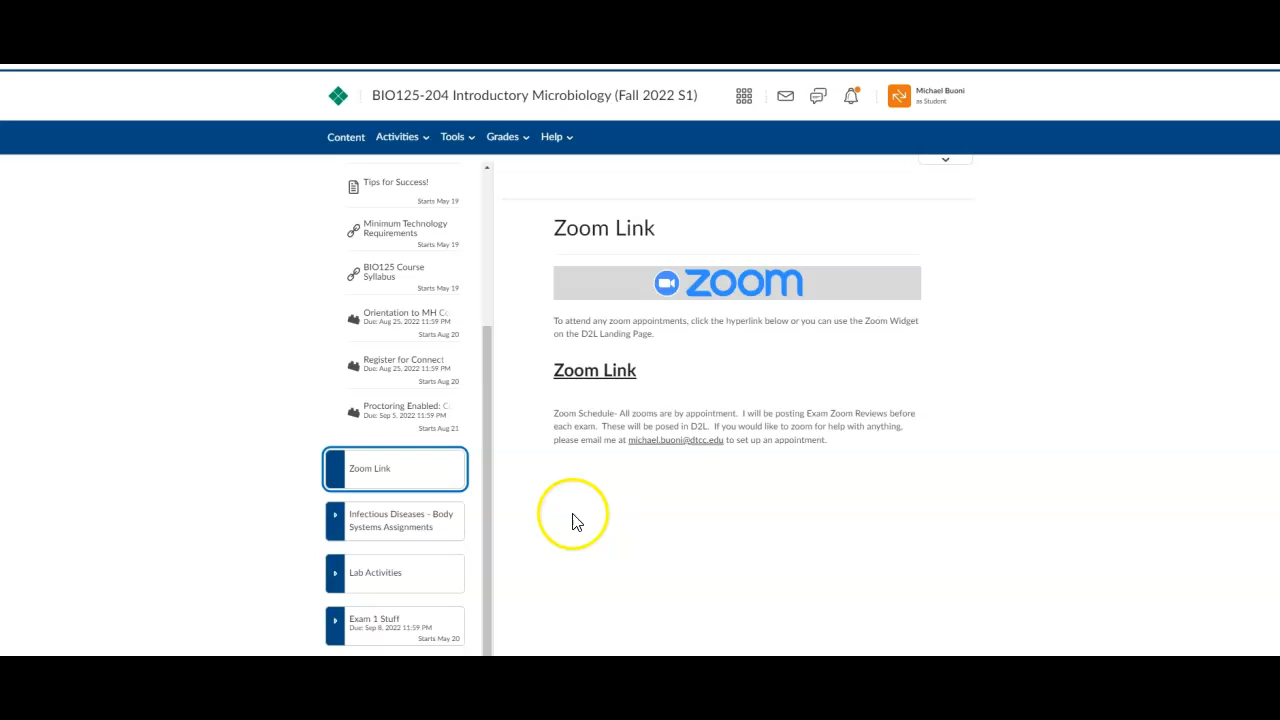 BIO125-204 Introductory Microbiology (Fall 2022 S1)
Michael Buoni
as Student
Content Activities Tools Grades Help
Tips for Success!
Starts May 19
Minimum Technology
Requirements
Starts May 19
BIO125 Course
Syllabus
Starts May 19
Orientation to MH
Due: Aug 25, 2022 11:59 PM
Starts Aug 20
Register for Connect
Due: Aug 25, 2022 11:59 PM
Starts Aug 20
Proctoring Enabled:
Due: Sep 5, 2022 11:59 PM
Starts Aug 21
Zoom Link
Infectious Diseases - Body
Systems Assignments
Lab Activities
Exam 1 Stuff
Due: Sep 8, 2022 11:59 PM
Starts May 20
Zoom Link
zoom
To attend any zoom appointments, click the hyperlink below or you can use the Zoom Widget
on the D2L Landing Page.
Zoom Link
Zoom Schedule- All zooms are by appointment. I will be posting Exam Zoom Reviews before
each exam. These will be posed in D2L. If you would like to zoom for help with anything,
please email me at michael.buoni@dtcc.edu to set up an appointment.